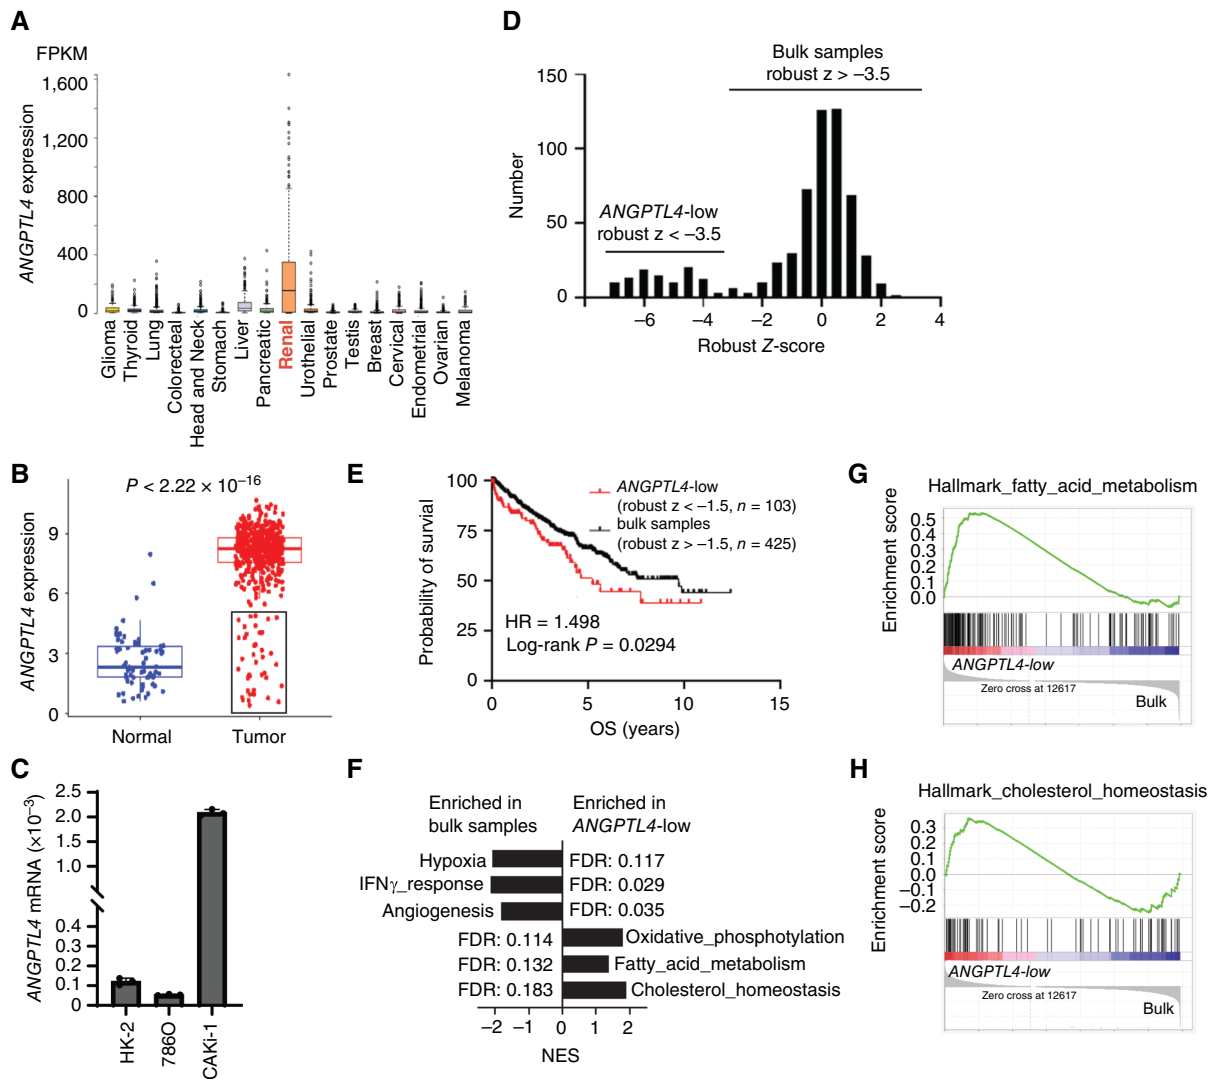 A
FPKM
ANGPTL4 expression
1,600
1,200
800
400
0
Glioma
Thyroid
Lung
Colorecteal
Head and Neck
Stomach
Liver
Pancreatic
Renal
Urothelial
Prostate
Testis
Breast
Cervical
Endometrial
Ovarian
Melanoma
D
Bulk samples
robust z > –3.5
ANGPTL4-low
robust z < –3.5
Number
150
100
50
0
–6
–4
–2
0
2
4
Robust Z-score
B
P < 2.22 × 10–16
ANGPTL4 expression
9
6
3
0
Normal
Tumor
E
Probability of survial
100
75
50
25
0
ANGPTL4-low
(robust z < –1.5, n = 103)
bulk samples
(robust z > –1.5, n = 425)
HR = 1.498
Log-rank P = 0.0294
0
5
10
15
OS (years)
G
Hallmark_fatty_acid_metabolism
Enrichment score
0.5
0.4
0.3
0.2
0.1
0.0
ANGPTL4-low
Zero cross at 12617
Bulk
C
ANGPTL4 mRNA (×10–3)
2.5
2.0
1.5
1.0
0.4
0.3
0.2
0.1
0
HK-2
786O
CAKi-1
F
Enriched in
bulk samples
Enriched in
ANGPTL4-low
Hypoxia
FDR: 0.117
IFNγ_response
FDR: 0.029
Angiogenesis
FDR: 0.035
FDR: 0.114
Oxidative_phosphotylation
FDR: 0.132
Fatty_acid_metabolism
FDR: 0.183
Cholesterol_homeostasis
–2
–1
0
1
2
NES
H
Hallmark_cholesterol_homeostasis
Enrichment score
0.3
0.2
0.1
0.0
–0.1
–0.2
ANGPTL4-low
Zero cross at 12617
Bulk